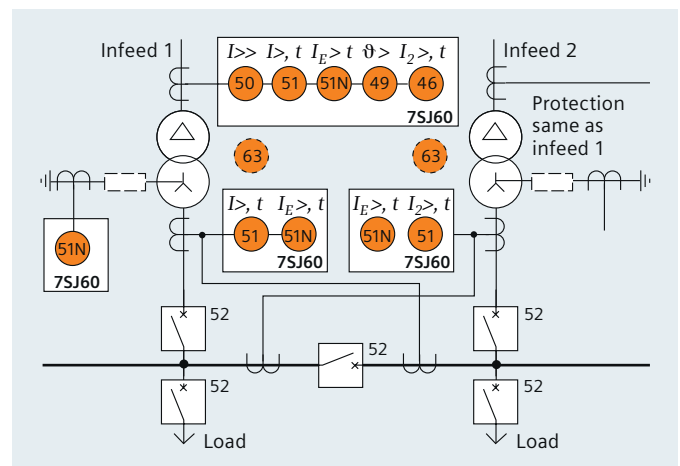 Infeed 1
I>> I>, t I_E> t ϑ> I_2>, t
50 51 51N 49 46
7SJ60
Infeed 2
Protection
same as
infeed 1
63
63
51N
7SJ60
I>, t I_E>, t
51 51N
7SJ60
I_E>, t I_2>, t
51N 51
7SJ60
52
52
52
52
52
Load
Load